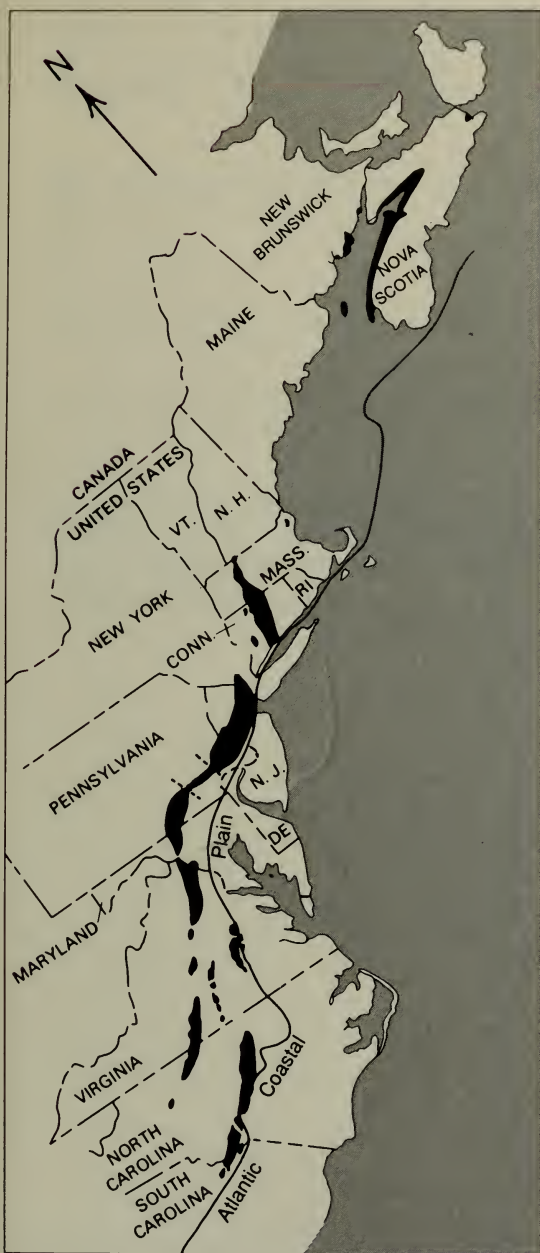 N
NEW
BRUNSWICK
NOVA
SCOTIA
MAINE
CANADA
UNITED STATES
VT.
N. H.
MASS.
RI
NEW YORK
CONN.
PENNSYLVANIA
N. J.
Plain
DE
MARYLAND
VIRGINIA
Coastal
NORTH
CAROLINA
SOUTH
CAROLINA
Atlantic